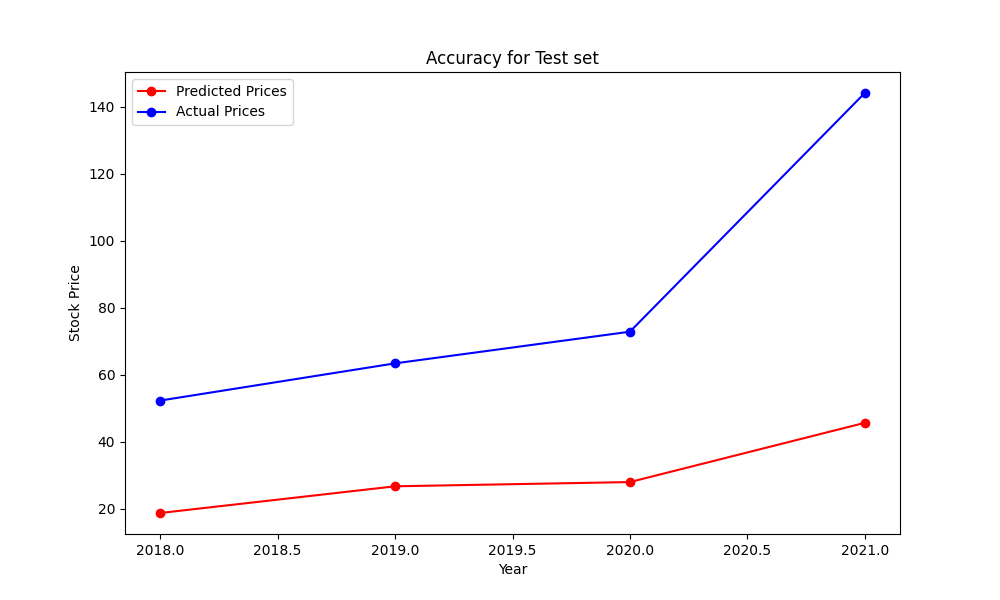 Accuracy for Test set
Predicted Prices
Actual Prices
Stock Price
140
120
100
80
60
40
20
2018.0 2018.5 2019.0 2019.5 2020.0 2020.5 2021.0
Year